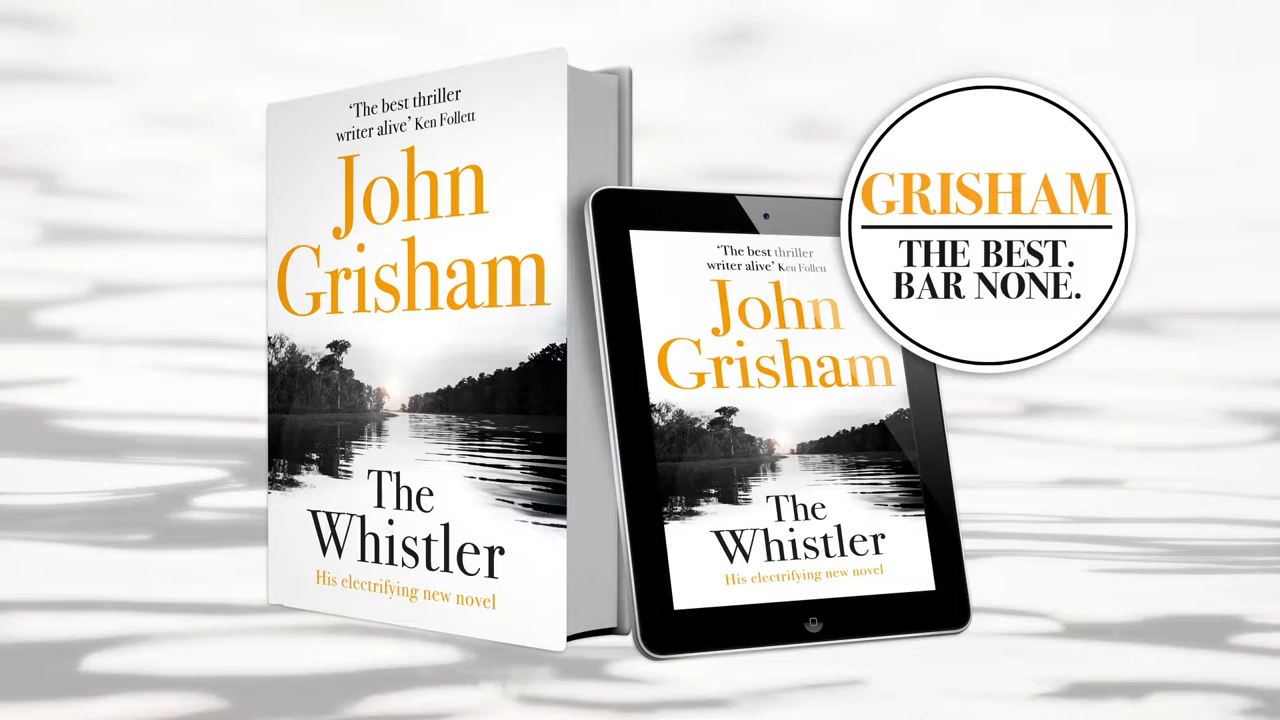 ‘The best thriller
writer alive’ Ken Follett
John
Grisham
The
Whistler
His electrifying new novel
‘The best thriller
writer alive’ Ken Follett
John
Grisham
The
Whistler
His electrifying new novel
GRISHAM
THE BEST.
BAR NONE.